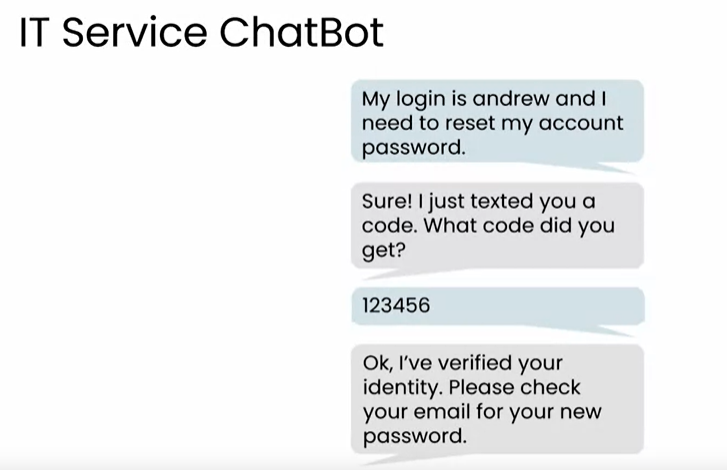 IT Service ChatBot
My login is andrew and I
need to reset my account
password.
Sure! I just texted you a
code. What code did you
get?
123456
Ok, I've verified your
identity. Please check
your email for your new
password.